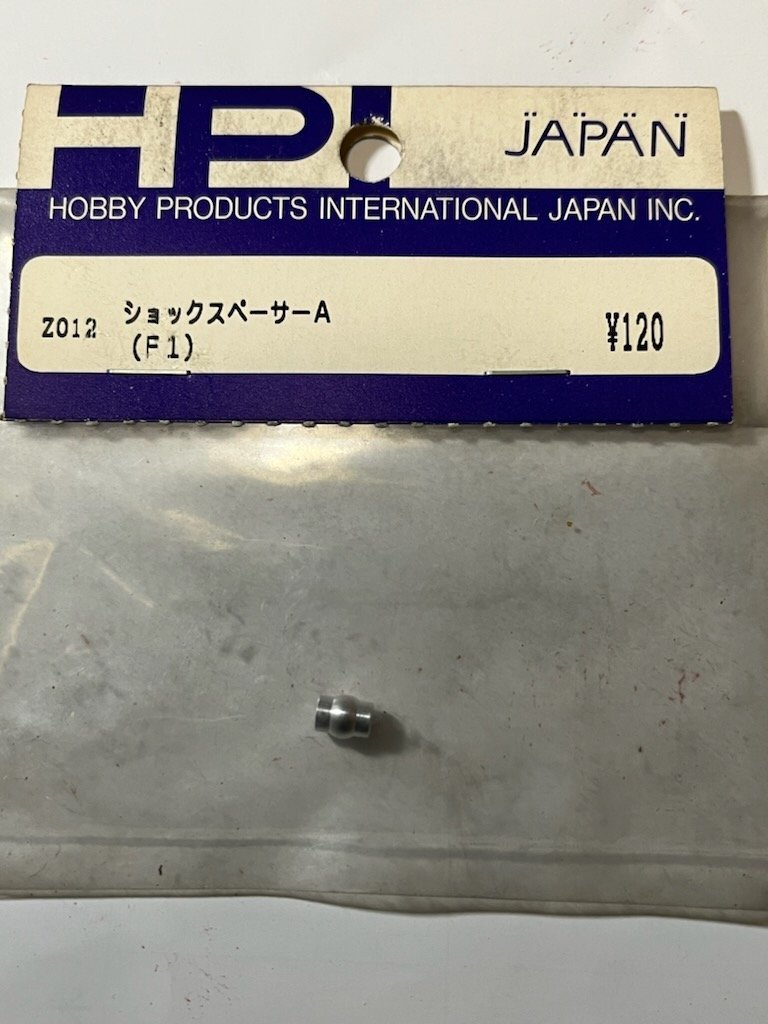 HPI JAPAN
HOBBY PRODUCTS INTERNATIONAL JAPAN INC.
Z012 ショックスペーサーA ¥120
(F1)